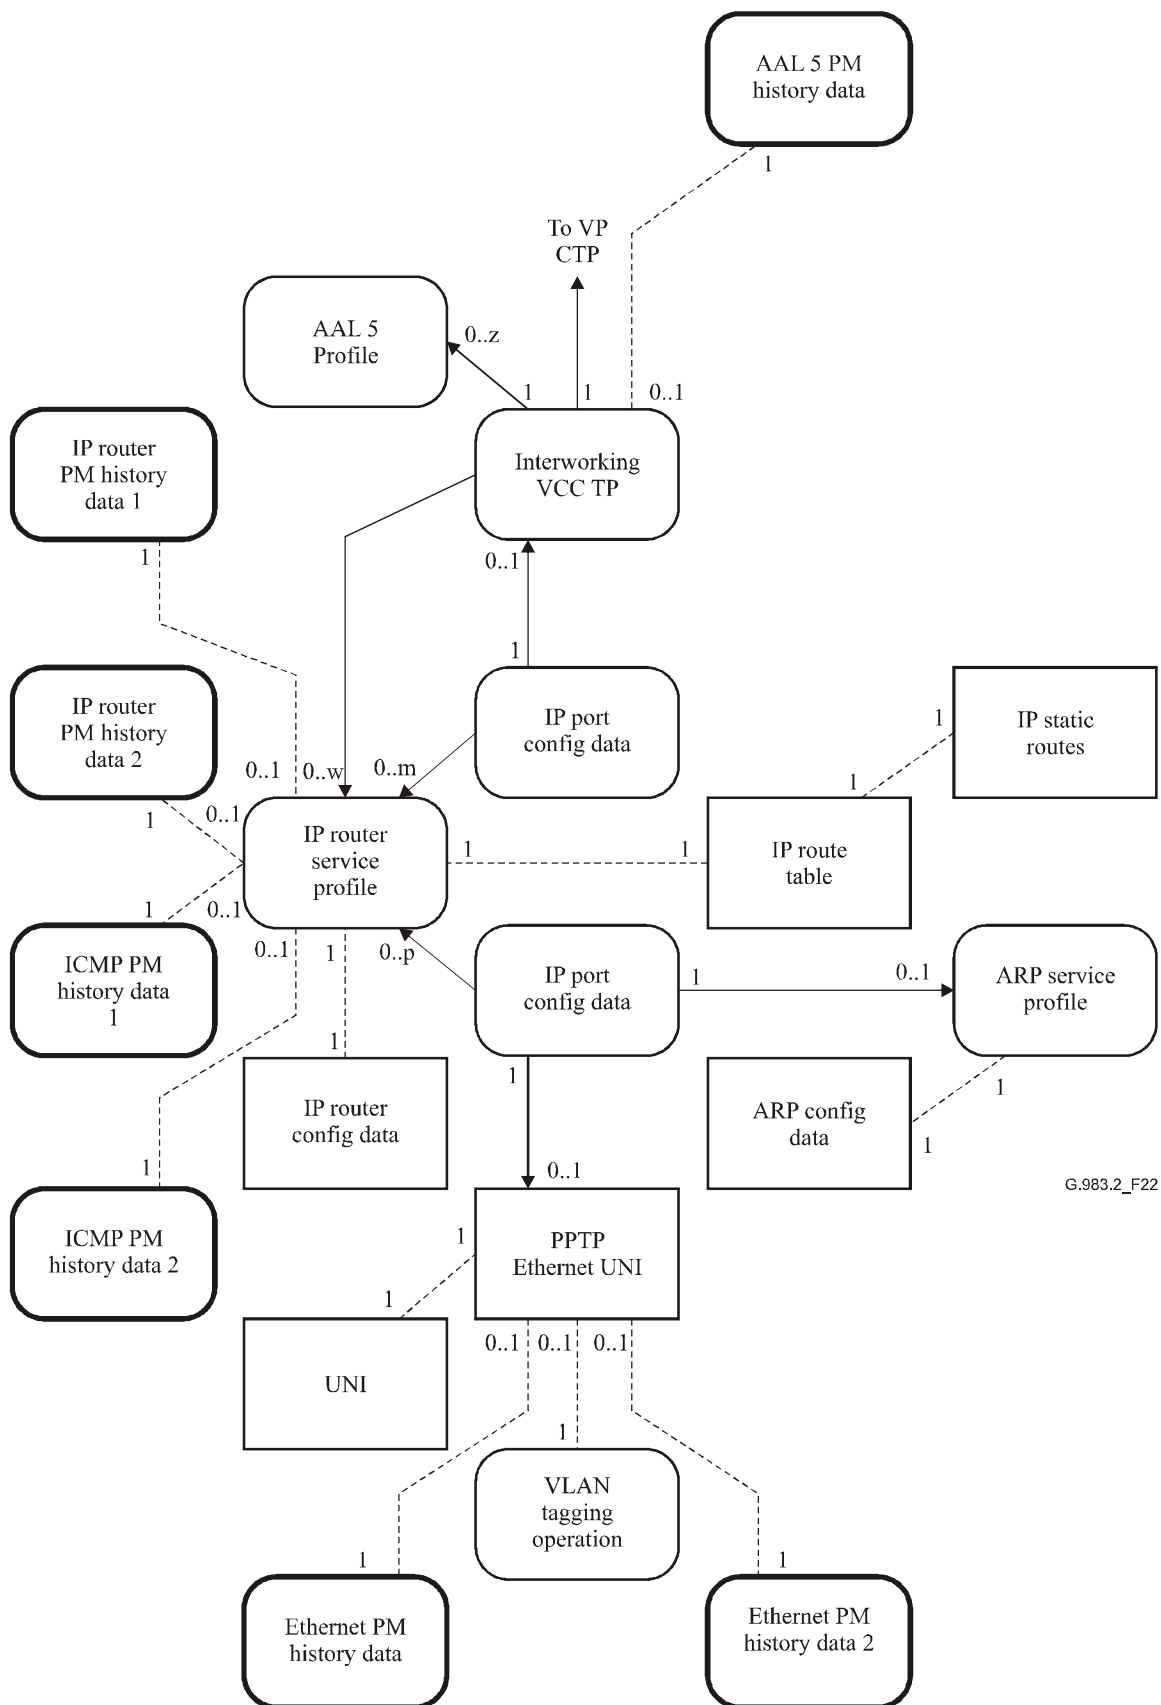 AAL 5 PM
history data
1
To VP
CTP
AAL 5
Profile
0..z
1
1
0..1
IP router
PM history
data 1
1
Interworking
VCC TP
0..1
1
IP router
PM history
data 2
1
IP port
config data
IP static
routes
1
1
0..1
0..w
0..m
0..1
IP router
service
profile
1
1
IP route
table
1
0..1
0..1
1
0..p
ICMP PM
history data
1
IP port
config data
1
0..1
ARP service
profile
1
1
1
IP router
config data
ARP config
data
1
1
0..1
G.983.2_F22
ICMP PM
history data 2
PPTP
Ethernet UNI
1
1
UNI
0..1
0..1
0..1
1
VLAN
tagging
operation
1
1
Ethernet PM
history data
Ethernet PM
history data 2